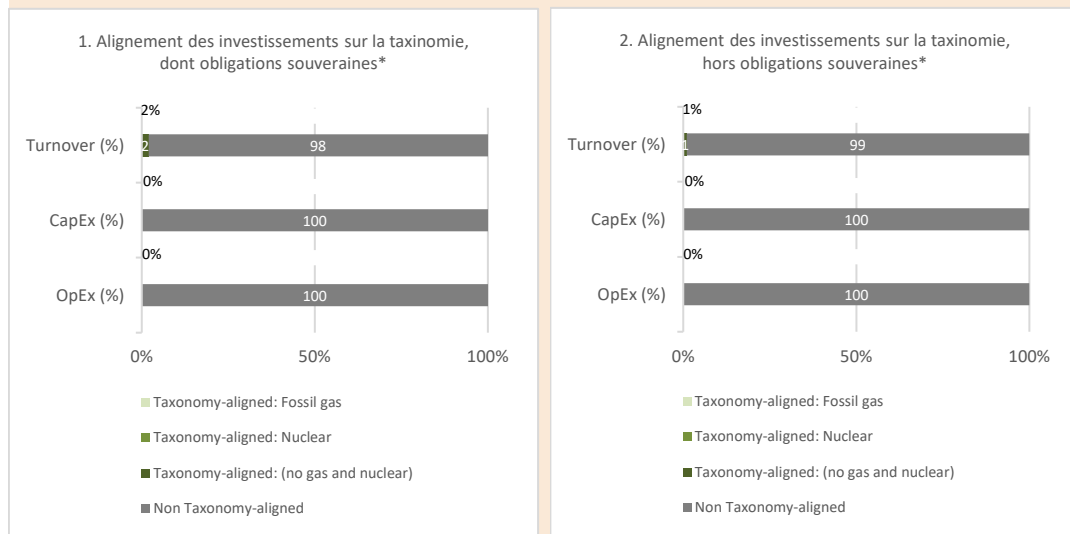 1. Alignement des investissements sur la taxinomie,
dont obligations souveraines*
2%
Turnover (%)
2
98
0%
CapEx (%)
100
0%
OpEx (%)
100
0%
50%
100%
Taxonomy-aligned: Fossil gas
Taxonomy-aligned: Nuclear
Taxonomy-aligned: (no gas and nuclear)
Non Taxonomy-aligned
2. Alignement des investissements sur la taxinomie,
hors obligations souveraines*
1%
Turnover (%)
1
99
0%
CapEx (%)
100
0%
OpEx (%)
100
0%
50%
100%
Taxonomy-aligned: Fossil gas
Taxonomy-aligned: Nuclear
Taxonomy-aligned: (no gas and nuclear)
Non Taxonomy-aligned